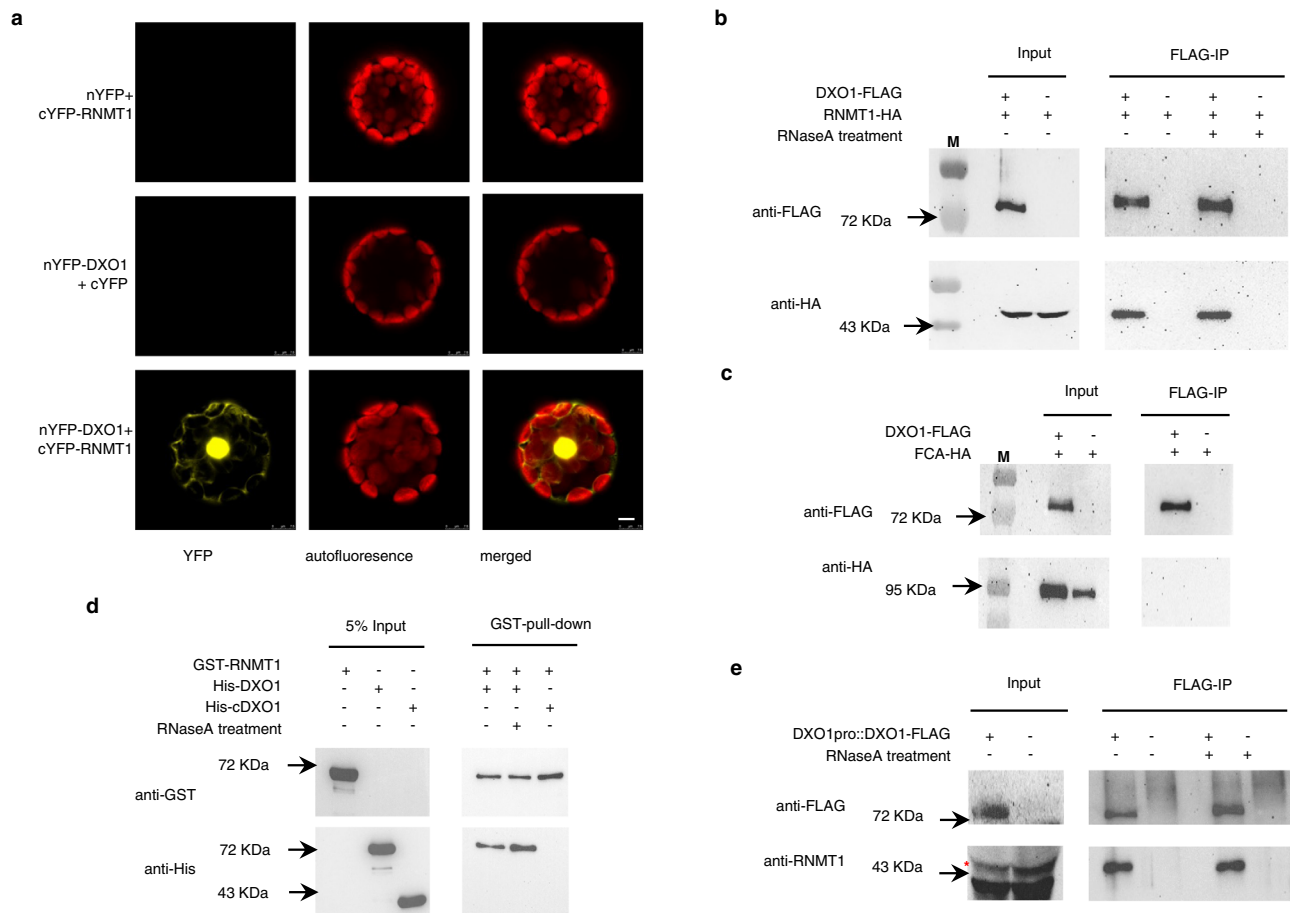 a
nYFP+
cYFP-RNMT1
nYFP-DXO1
+ cYFP
nYFP-DXO1+
cYFP-RNMT1
YFP autofluoresence merged
b
Input FLAG-IP
DXO1-FLAG + - + - + -
RNMT1-HA + + + + + +
RNaseA treatment - - - - + +
M
anti-FLAG 72 KDa
anti-HA
43 KDa
c
Input FLAG-IP
DXO1-FLAG + - + -
FCA-HA + + + +
M
anti-FLAG 72 KDa
anti-HA
95 KDa
d
5% Input GST-pull-down
GST-RNMT1 + - - + + +
His-DXO1 - + - + + -
His-cDXO1 - - + - - +
RNaseA treatment - - - - + -
72 KDa
anti-GST
72 KDa
anti-His
43 KDa
e
Input FLAG-IP
DXO1pro::DXO1-FLAG + - + - + -
RNaseA treatment - - - - + +
anti-FLAG
72 KDa
anti-RNMT1 43 KDa *